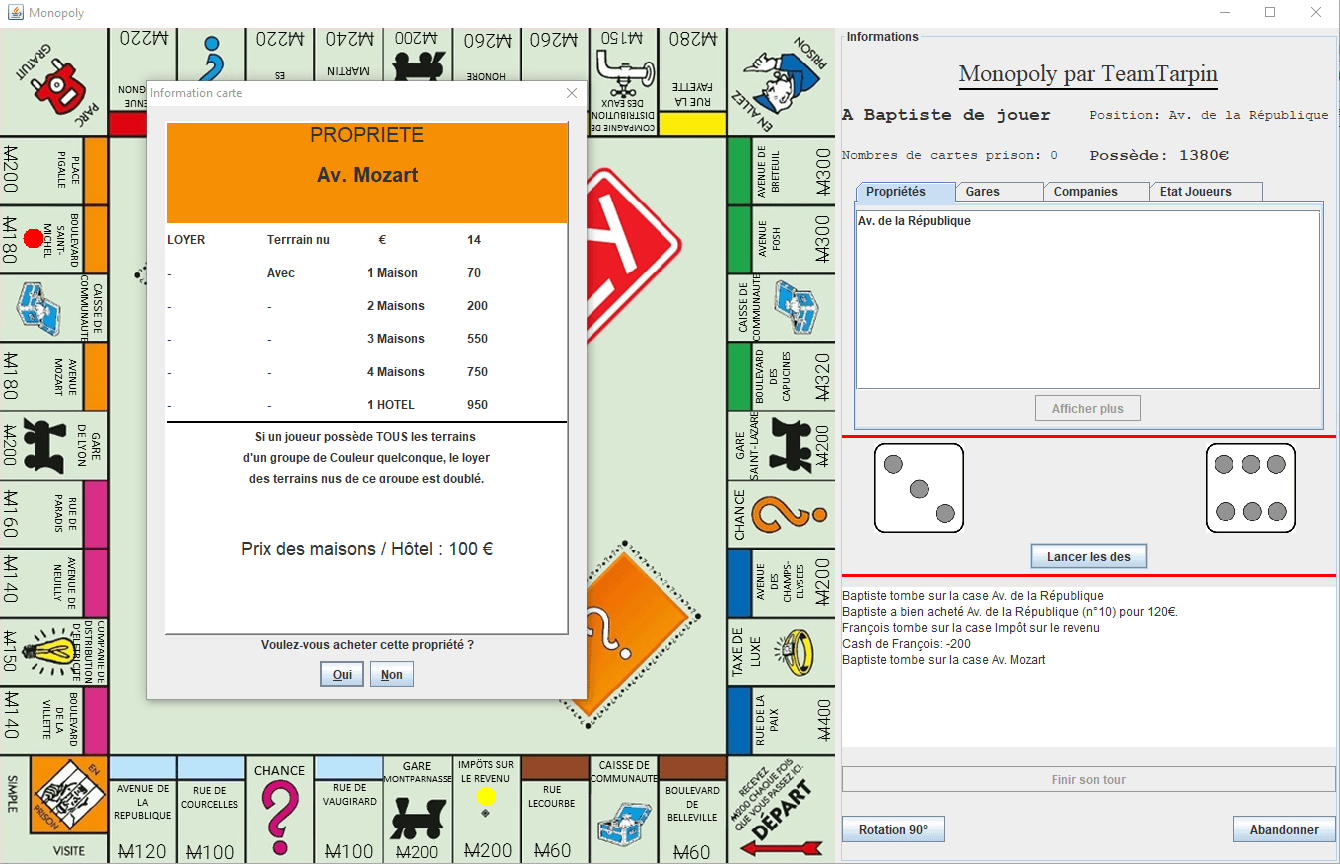 Monopoly
GRATUIT
PARC
M220
M220
M240
M200
M260
M260
M150
M280
ENUE
GNON
ES
MARTIN
HONORE
COMPAGNIE DE
DISTRIBUTION
DES EAUX
RUE LA
FAYETTE
EN ALLEZ
PRISON
Information carte
PROPRIETE
Av. Mozart
LOYER Terrrain nu € 14
- Avec 1 Maison 70
- - 2 Maisons 200
- - 3 Maisons 550
- - 4 Maisons 750
- - 1 HOTEL 950
Si un joueur possède TOUS les terrains
d'un groupe de Couleur quelconque, le loyer
des terrains nus de ce groupe est doublé.
Prix des maisons / Hôtel : 100 €
Voulez-vous acheter cette propriété ?
Oui Non
PLACE
PIGALLE
M200
BOULEVARD
SAINT-
MICHEL
M180
CAISSE DE
COMMUNAUTE
AVENUE
MOZART
M180
GARE
DE LYON
M200
RUE DE
PARADIS
M160
AVENUE DE
NEUILLY
M140
DISTRIBUTION
M150
BOULEVARD
DE LA
VILLETTE
M140
AVENUE DE
BRETEUIL
M300
AVENUE
FOSH
M300
CAISSE DE
COMMUNAUTE
BOULEVARD
DES
CAPUCINES
M320
GARE
SAINT-LAZARE
M200
CHANCE
AVENUE
DES
CHAMPS-
ELYSEES
M200
TAXE DE
LUXE
RUE DE LA
PAIX
M400
Y
SIMPLE
EN
PRISON
VISITE
AVENUE DE
LA
REPUBLIQUE
M120
RUE DE
COURCELLES
M100
CHANCE
RUE DE
VAUGIRARD
M100
GARE
MONTPARNASSE
M200
IMPÔTS SUR
LE REVENU
M200
RUE
LECOURBE
M60
CAISSE DE
COMMUNAUTE
BOULEVARD
DE
BELLEVILLE
M60
RECEVEZ
M200 CHAQUE FOIS
QUE VOUS PASSEZ ICI.
DÉPART
Informations
Monopoly par TeamTarpin
A Baptiste de jouer
Position: Av. de la République
Nombres de cartes prison: 0
Possède: 1380€
Propriétés Gares Companies Etat Joueurs
Av. de la République
Afficher plus
Lancer les des
Baptiste tombe sur la case Av. de la République
Baptiste a bien acheté Av. de la République (n°10) pour 120€.
François tombe sur la case Impôt sur le revenu
Cash de François: -200
Baptiste tombe sur la case Av. Mozart
Finir son tour
Rotation 90°
Abandonner